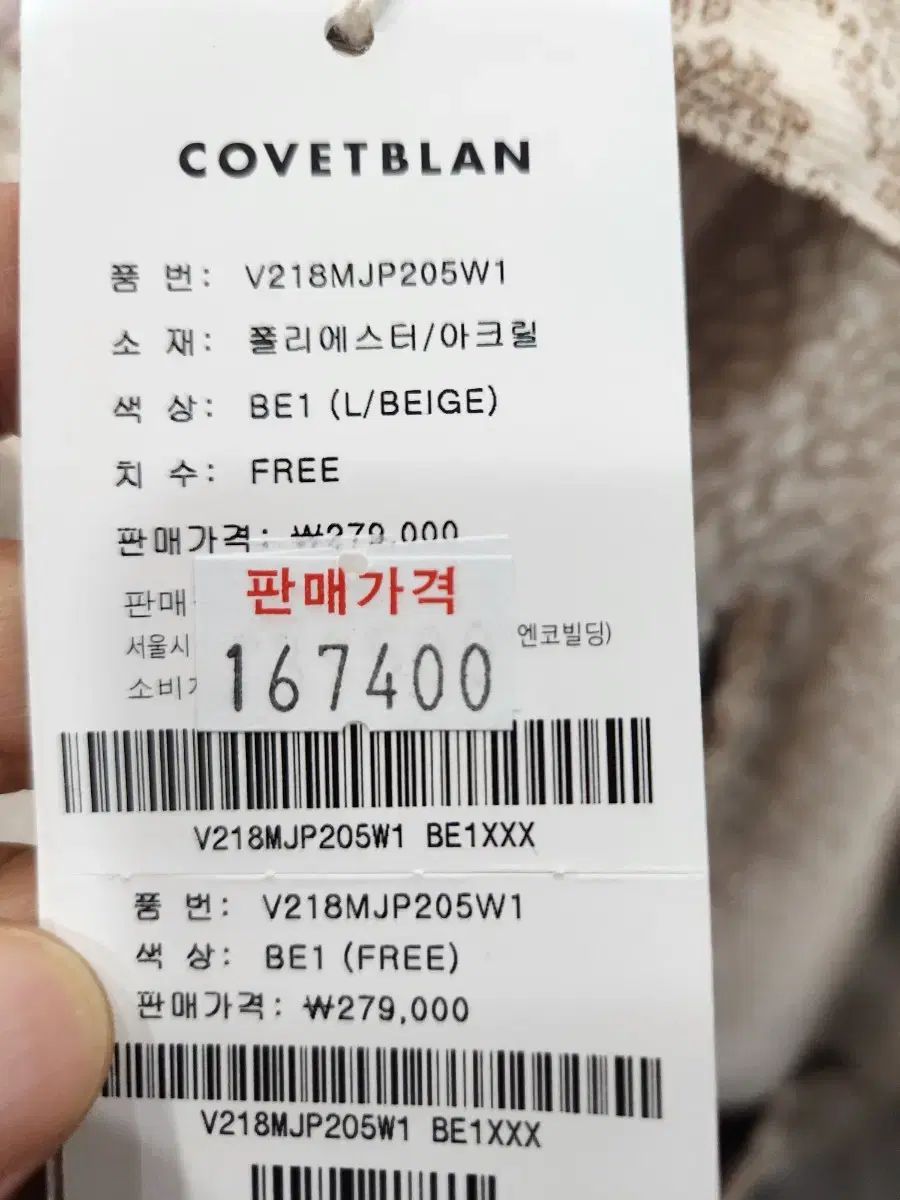 COVETBLAN
품 번: V218MJP205W1
소 재: 폴리에스터/아크릴
색 상: BE1 (L/BEIGE)
치 수: FREE
판매가격: ₩279,000
판매
판매가격
서울시
엔코빌딩)
167400
소비
V218MJP205W1 BE1XXX
품 번: V218MJP205W1
색 상: BE1 (FREE)
판매가격: ₩279,000
V218MJP205W1 BE1XXX